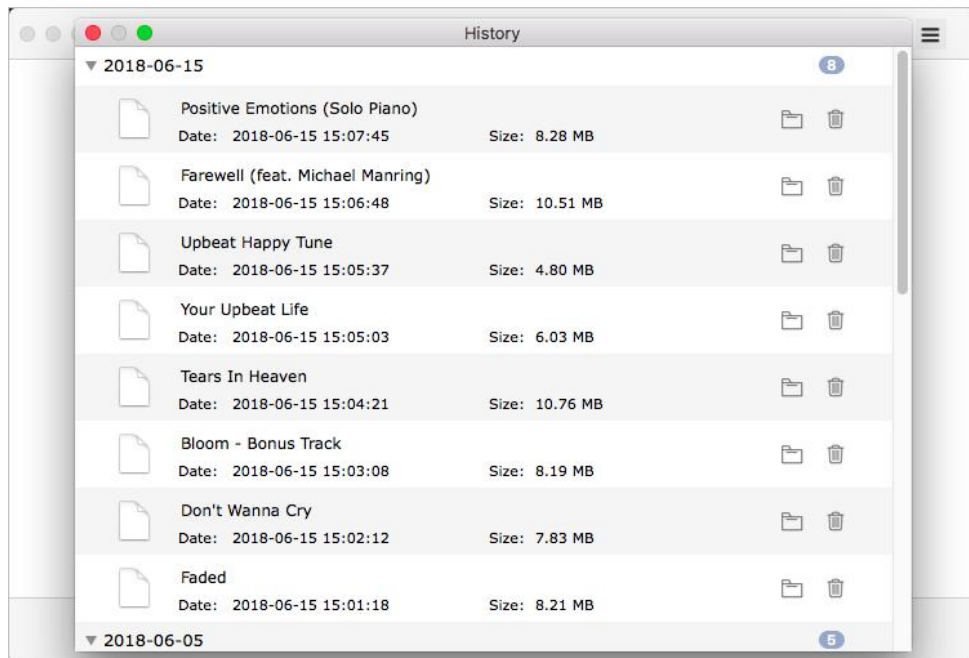 History
2018-06-15 8
Positive Emotions (Solo Piano)
Date: 2018-06-15 15:07:45 Size: 8.28 MB
Farewell (feat. Michael Manring)
Date: 2018-06-15 15:06:48 Size: 10.51 MB
Upbeat Happy Tune
Date: 2018-06-15 15:05:37 Size: 4.80 MB
Your Upbeat Life
Date: 2018-06-15 15:05:03 Size: 6.03 MB
Tears In Heaven
Date: 2018-06-15 15:04:21 Size: 10.76 MB
Bloom - Bonus Track
Date: 2018-06-15 15:03:08 Size: 8.19 MB
Don't Wanna Cry
Date: 2018-06-15 15:02:12 Size: 7.83 MB
Faded
Date: 2018-06-15 15:01:18 Size: 8.21 MB
2018-06-05 5